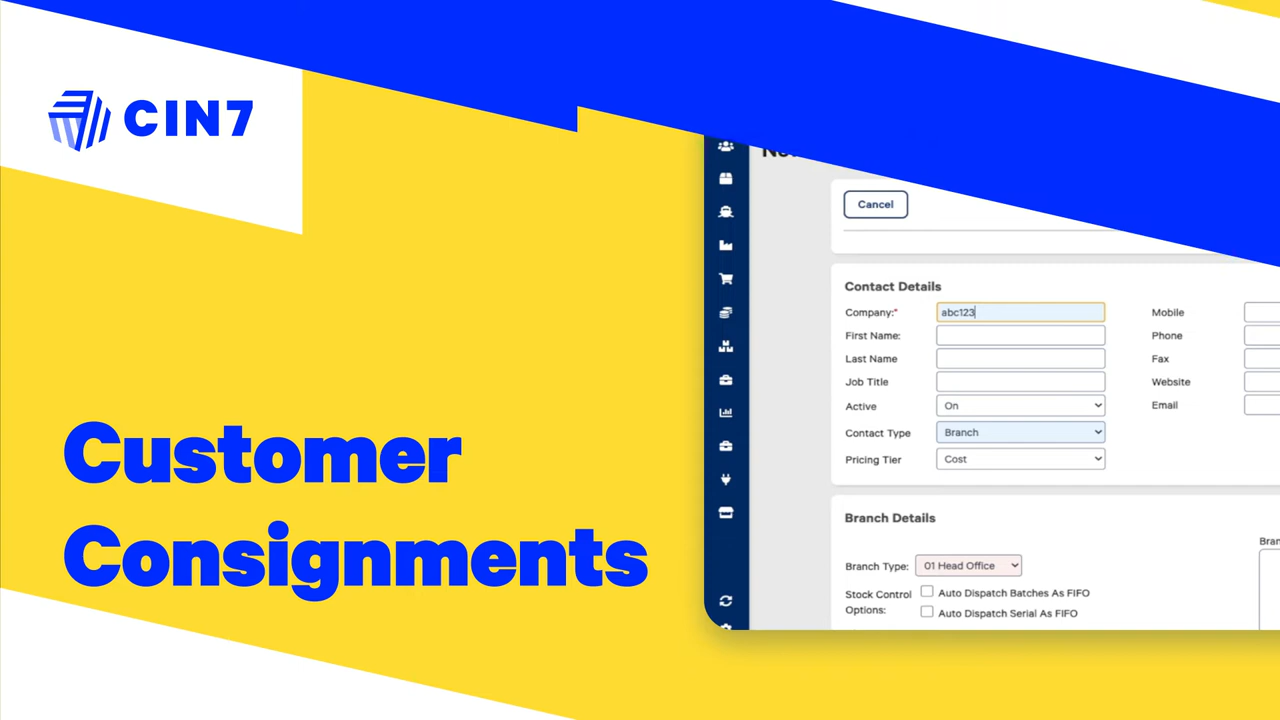 CIN7
Customer
Consignments
Cancel
Contact Details
Company:* abc123
First Name:
Last Name
Job Title
Active On
Contact Type Branch
Pricing Tier Cost
Mobile
Phone
Fax
Website
Email
Branch Details
Branch Type: 01 Head Office
Stock Control
Options:
Auto Dispatch Batches As FIFO
Auto Dispatch Serial As FIFO